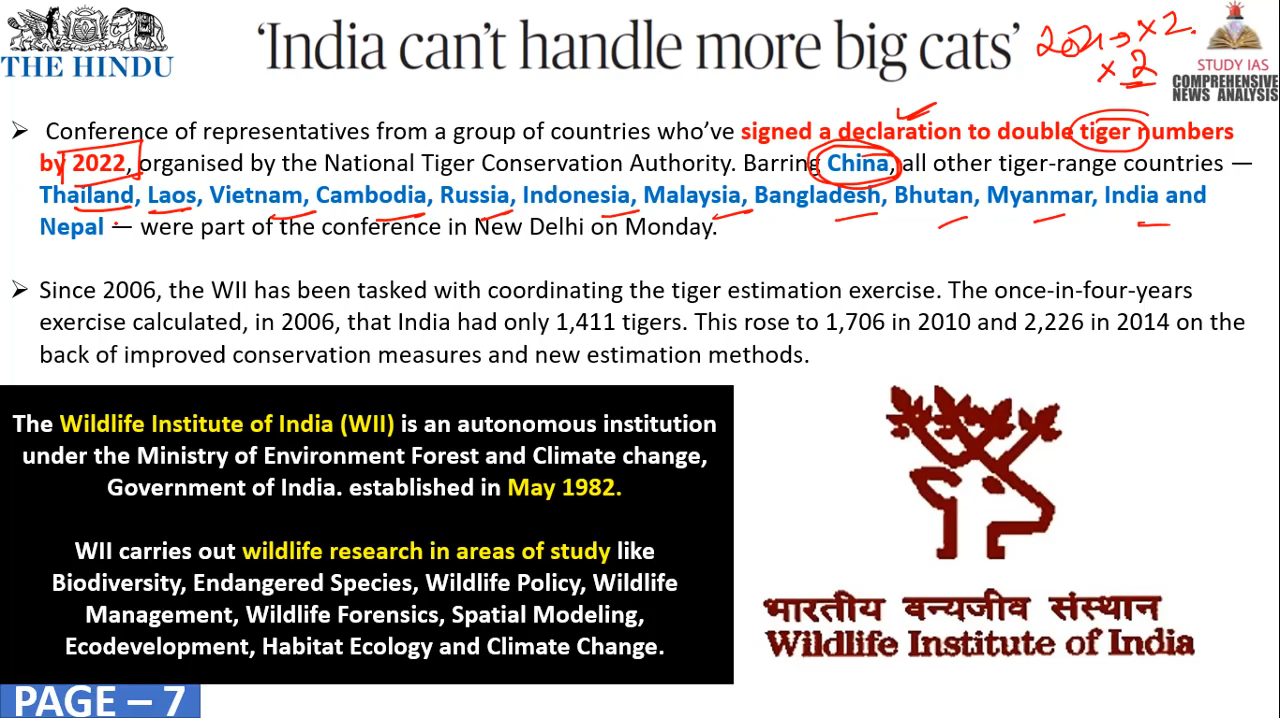 THE HINDU
‘India can’t handle more big cats’
×2.
× 2
STUDY IAS
COMPREHENSIVE
NEWS ANALYSIS
➤ Conference of representatives from a group of countries who’ve signed a declaration to double tiger numbers
by 2022, organised by the National Tiger Conservation Authority. Barring China, all other tiger-range countries —
Thailand, Laos, Vietnam, Cambodia, Russia, Indonesia, Malaysia, Bangladesh, Bhutan, Myanmar, India and
Nepal — were part of the conference in New Delhi on Monday.
➤ Since 2006, the WII has been tasked with coordinating the tiger estimation exercise. The once-in-four-years
exercise calculated, in 2006, that India had only 1,411 tigers. This rose to 1,706 in 2010 and 2,226 in 2014 on the
back of improved conservation measures and new estimation methods.
The Wildlife Institute of India (WII) is an autonomous institution
under the Ministry of Environment Forest and Climate change,
Government of India. established in May 1982.
WII carries out wildlife research in areas of study like
Biodiversity, Endangered Species, Wildlife Policy, Wildlife
Management, Wildlife Forensics, Spatial Modeling,
Ecodevelopment, Habitat Ecology and Climate Change.
भारतीय वन्यजीव संस्थान
Wildlife Institute of India
PAGE – 7